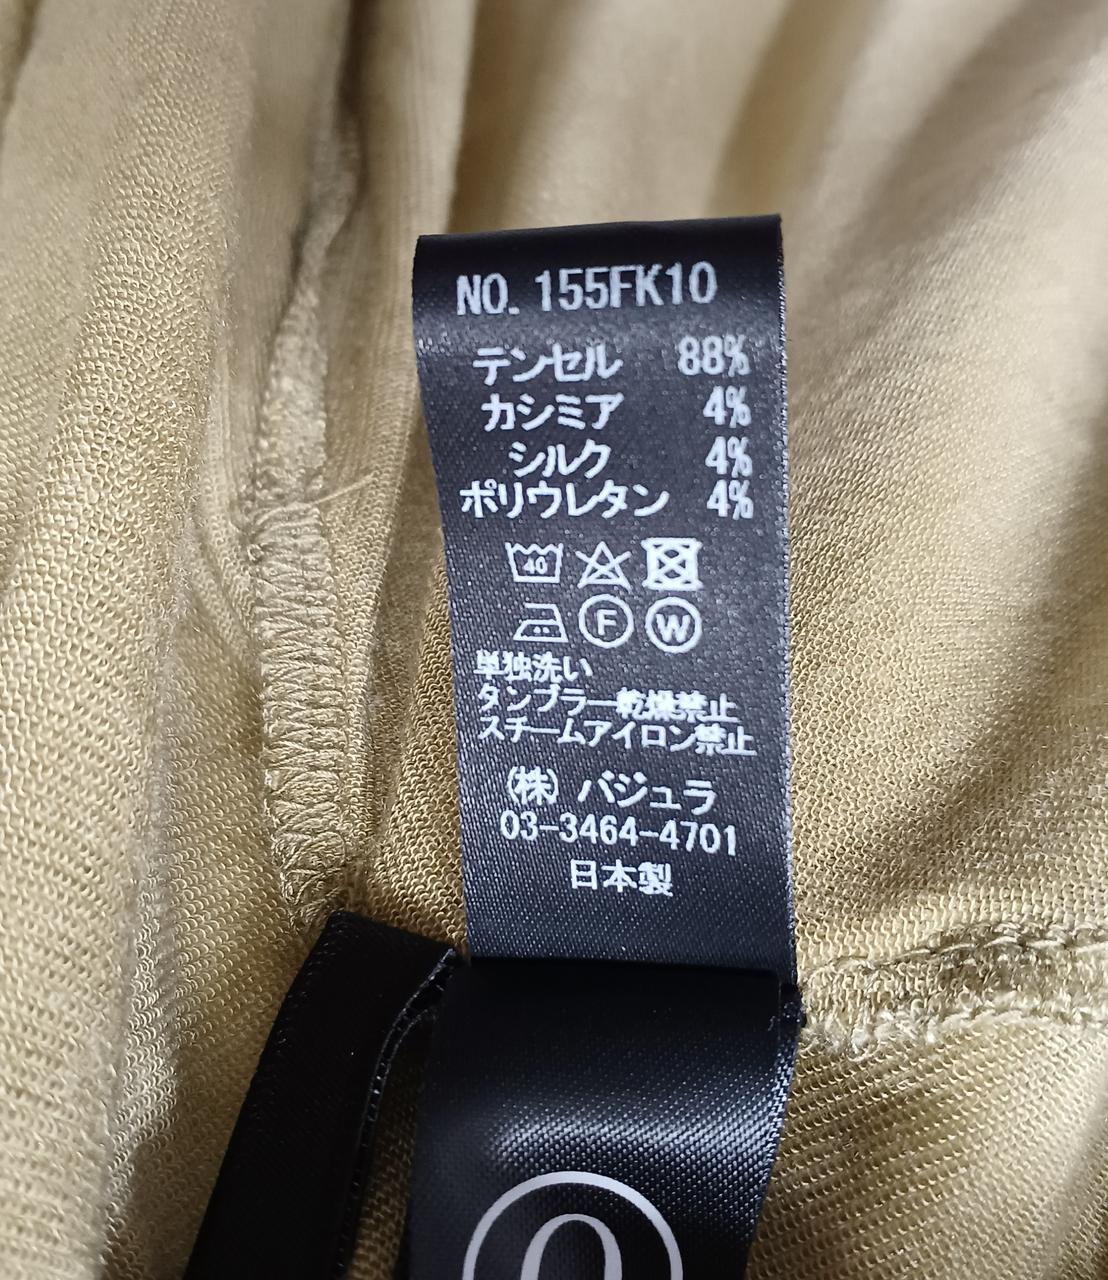 NO. 155FK10
テンセル 88%
カシミア 4%
シルク 4%
ポリウレタン 4%
40
F W
単独洗い
タンブラー乾燥禁止
スチームアイロン禁止
㈱ バジュラ
03-3464-4701
日本製
0